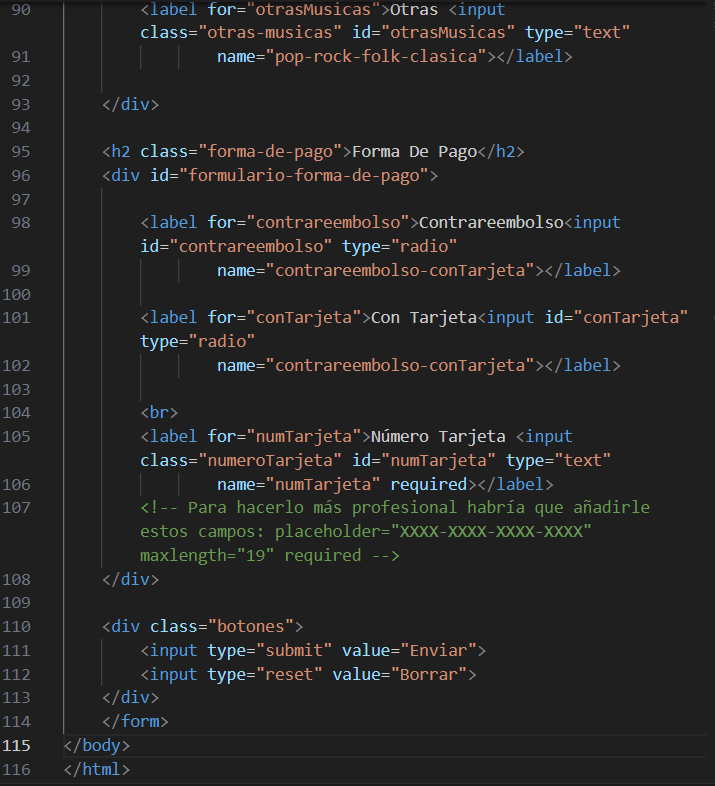 90 <label for="otrasMusicas">Otras <input
class="otras-musicas" id="otrasMusicas" type="text"
91 name="pop-rock-folk-clasica"></label>
92
93 </div>
94
95 <h2 class="forma-de-pago">Forma De Pago</h2>
96 <div id="formulario-forma-de-pago">
97
98 <label for="contrareembolso">Contrareembolso<input
id="contrareembolso" type="radio"
99 name="contrareembolso-conTarjeta"></label>
100
101 <label for="conTarjeta">Con Tarjeta<input id="conTarjeta"
type="radio"
102 name="contrareembolso-conTarjeta"></label>
103
104 <br>
105 <label for="numTarjeta">Número Tarjeta <input
class="numeroTarjeta" id="numTarjeta" type="text"
106 name="numTarjeta" required></label>
107 <!-- Para hacerlo más profesional habría que añadirle
estos campos: placeholder="XXXX-XXXX-XXXX-XXXX"
maxlength="19" required -->
108 </div>
109
110 <div class="botones">
111 <input type="submit" value="Enviar">
112 <input type="reset" value="Borrar">
113 </div>
114 </form>
115 </body>
116 </html>